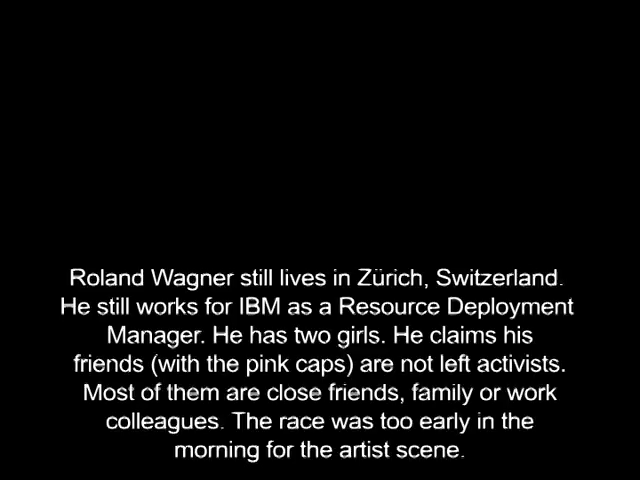 Roland Wagner still lives in Zürich, Switzerland.
He still works for IBM as a Resource Deployment
Manager. He has two girls. He claims his
friends (with the pink caps) are not left activists.
Most of them are close friends, family or work
colleagues. The race was too early in the
morning for the artist scene.